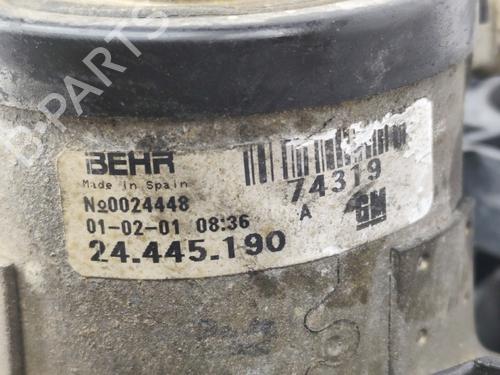 BEHR
Made in Spain
74319
№0024448
A
GM
01-02-01 08:36
24.445.190
B-PARTS